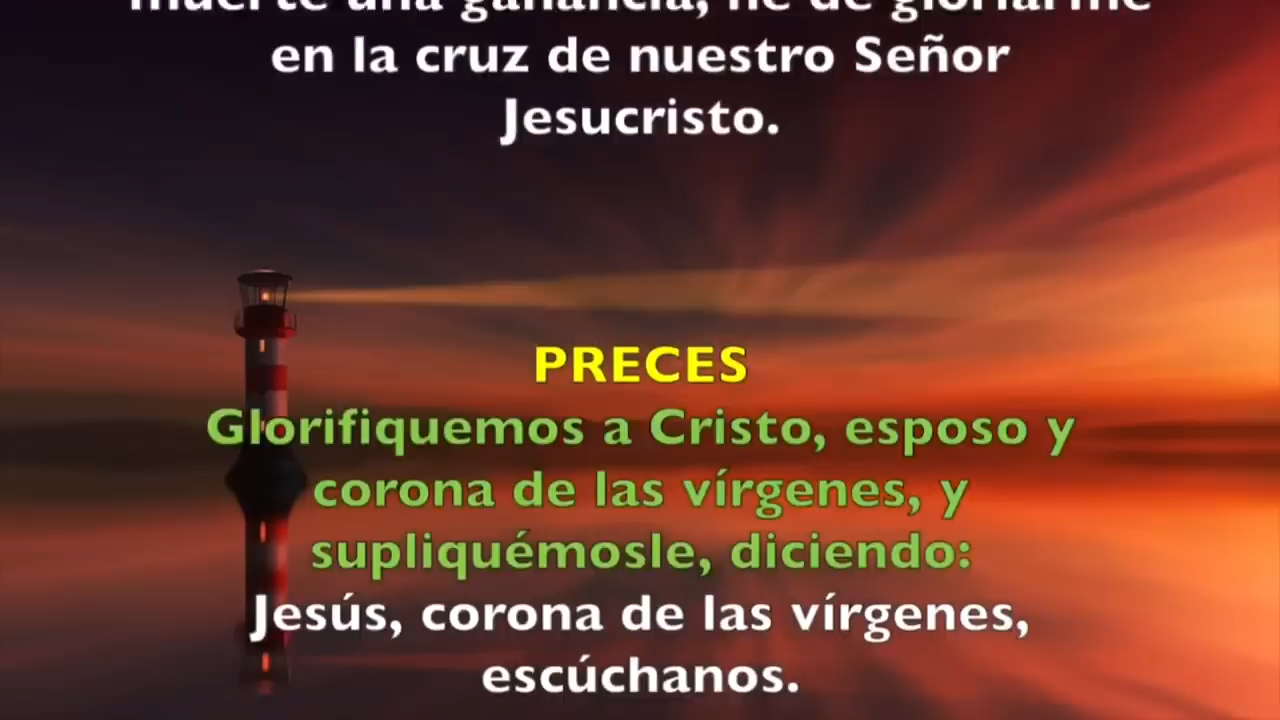 muerte una ganancia, he de gloriarme
en la cruz de nuestro Señor
Jesucristo.
PRECES
Glorifiquemos a Cristo, esposo y
corona de las vírgenes, y
supliquémosle, diciendo:
Jesús, corona de las vírgenes,
escúchanos.